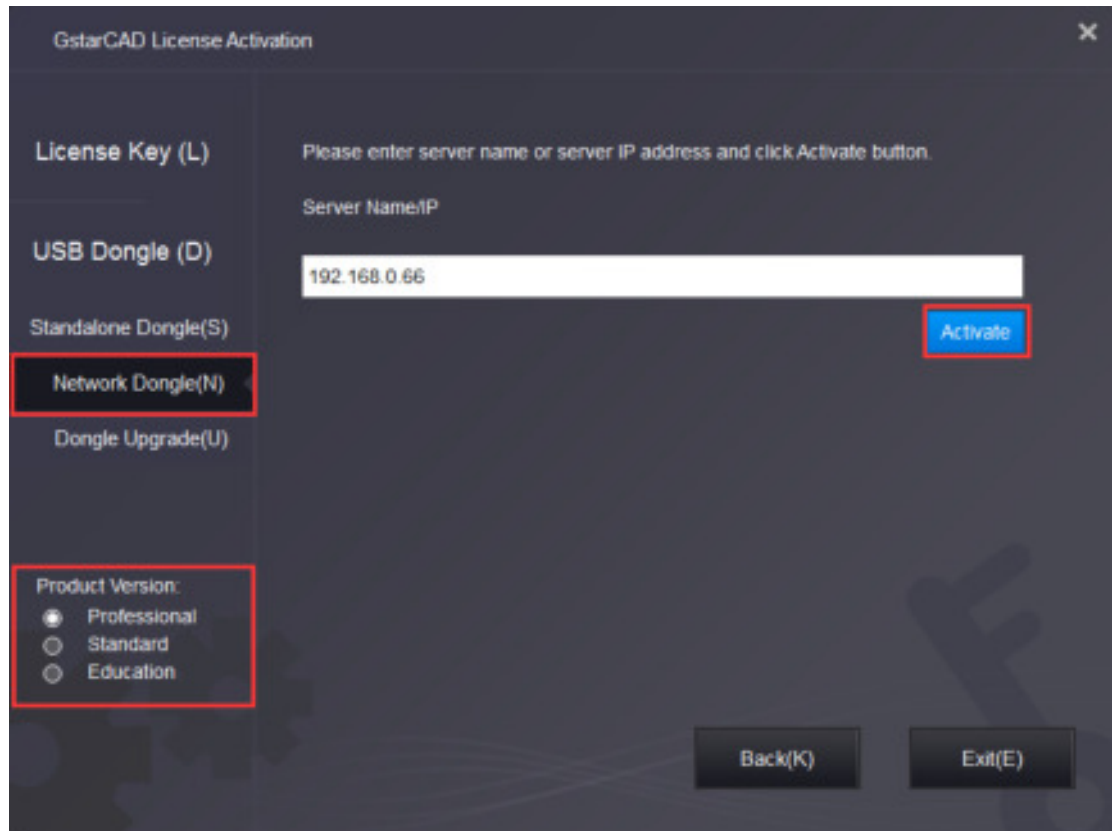 GstarCAD License Activation
License Key (L)
USB Dongle (D)
Standalone Dongle(S)
Network Dongle(N)
Dongle Upgrade(U)
Product Version:
Professional
Standard
Education
Please enter server name or server IP address and click Activate button.
Server Name/IP
192.168.0.66
Activate
Back(K)
Exit(E)